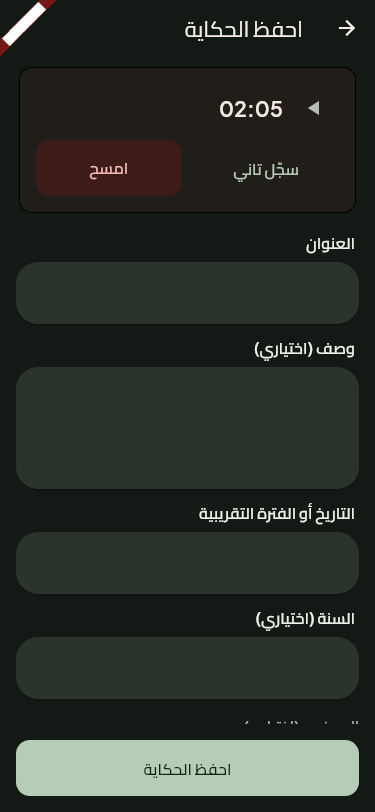 احفظ الحكاية
02:05
سجّل تاني
امسح
العنوان
وصف (اختياري)
التاريخ أو الفترة التقريبية
السنة (اختياري)
احفظ الحكاية